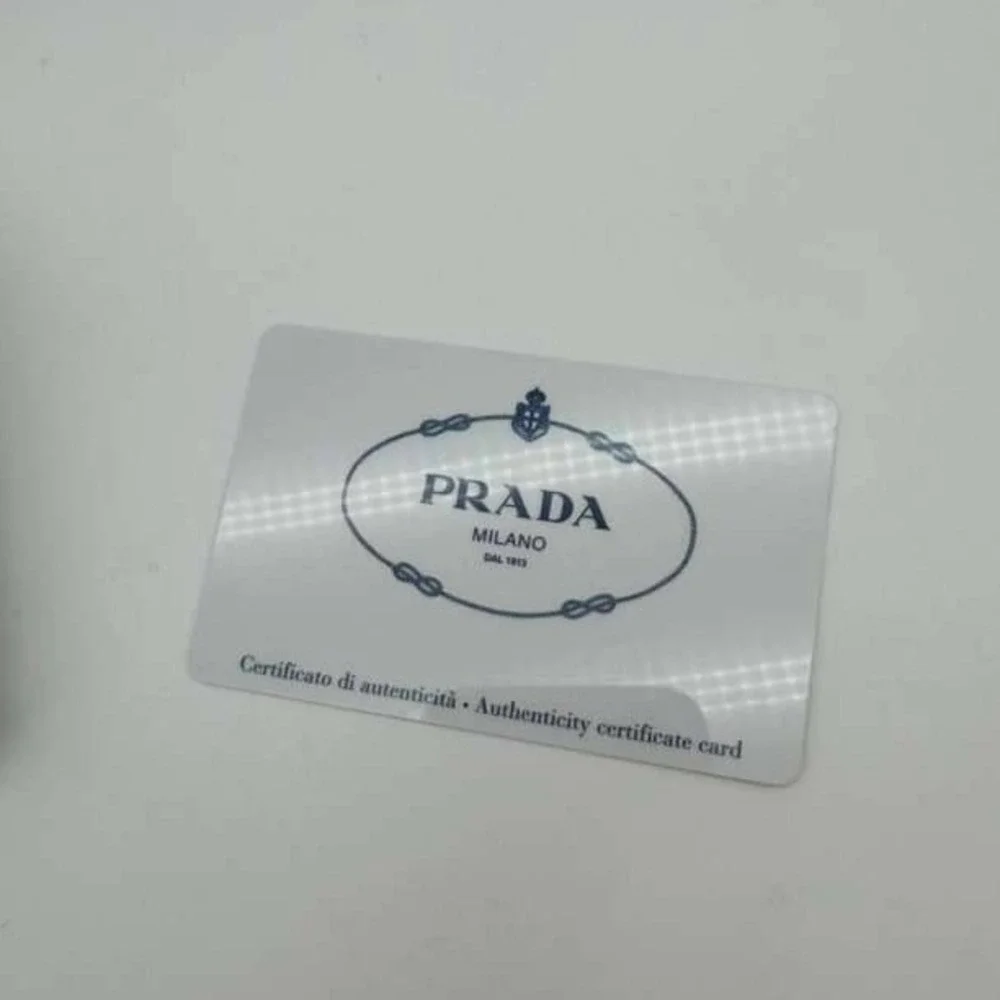 PRADA
MILANO
DAL 1913
Certificato di autenticità • Authenticity certificate card